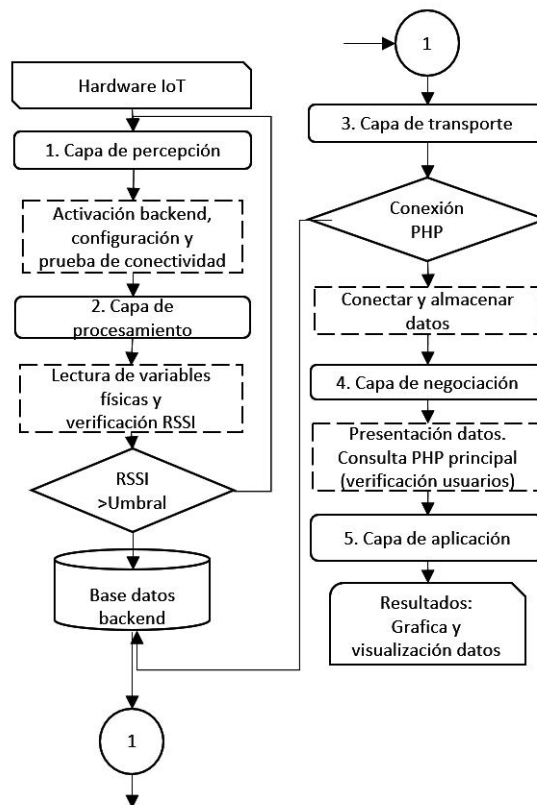 Hardware IoT
1. Capa de percepción
Activación backend,
configuración y
prueba de conectividad
2. Capa de
procesamiento
Lectura de variables
físicas y
verificación RSSI
RSSI
>Umbral
Base datos
backend
1
1
3. Capa de transporte
Conexión
PHP
Conectar y almacenar
datos
4. Capa de negociación
Presentación datos.
Consulta PHP principal
(verificación usuarios)
5. Capa de aplicación
Resultados:
Grafica y
visualización datos